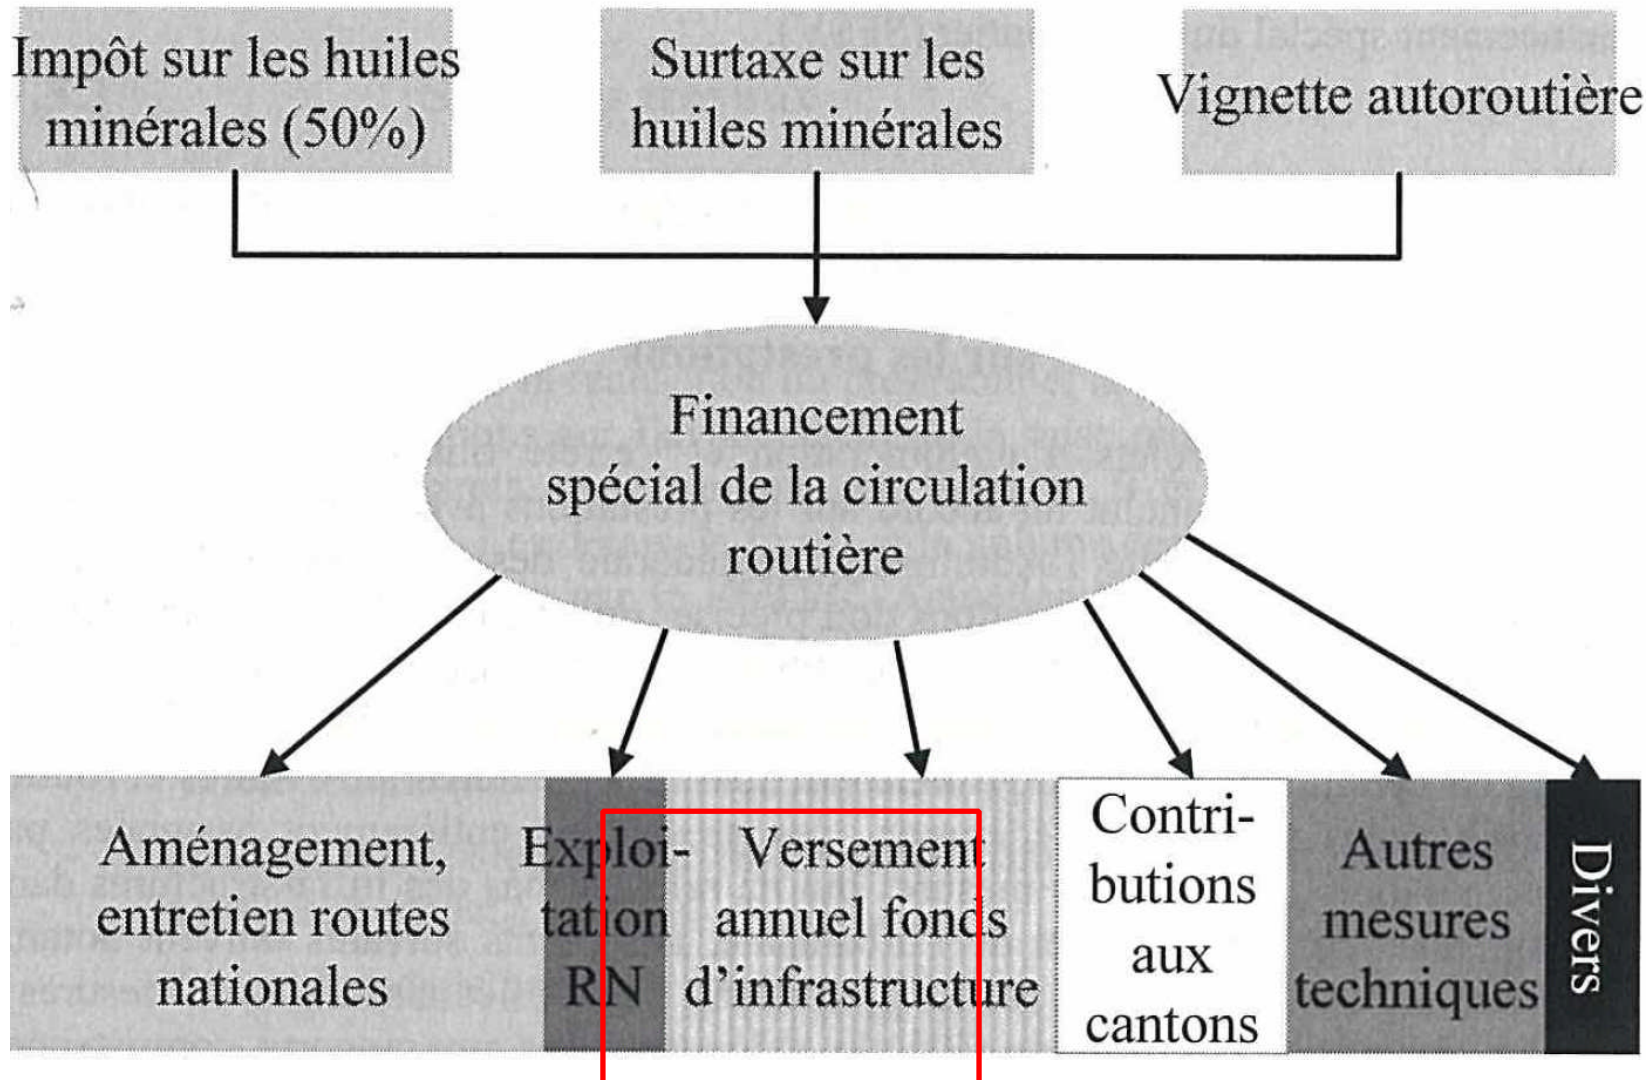 Impôt sur les huiles
minérales (50%)
Surtaxe sur les
huiles minérales
Vignette autoroutière
Financement
spécial de la circulation
routière
Aménagement,
entretien routes
nationales
Exploi-
tation
RN
Versement
annuel fonds
d'infrastructure
Contri-
butions
aux
cantons
Autres
mesures
techniques
Divers